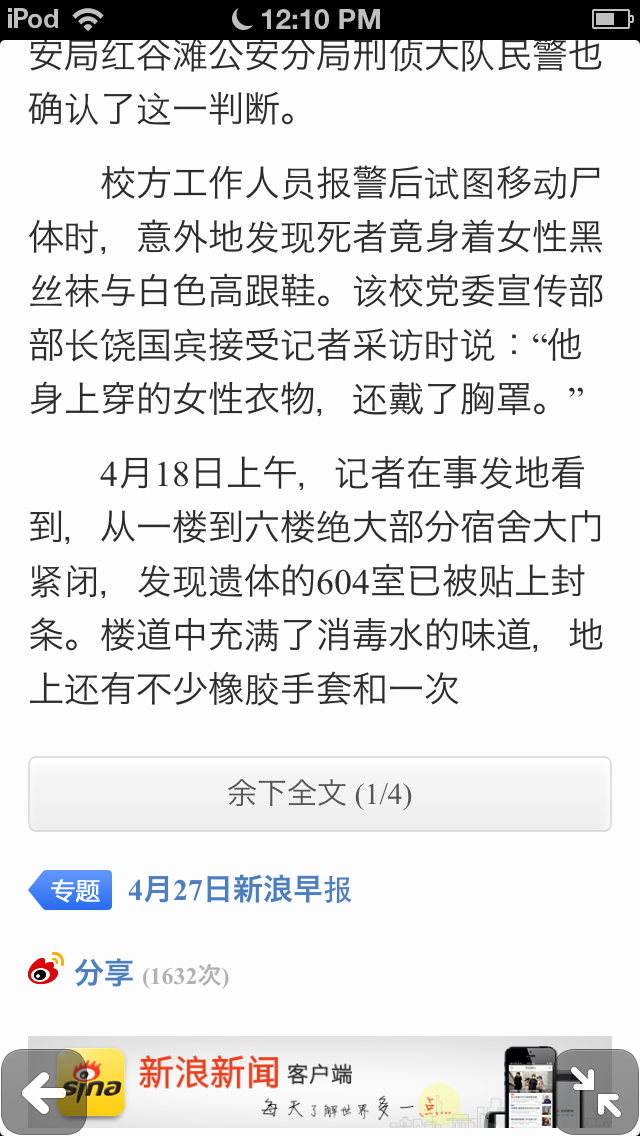 iPod 12:10 PM
安局红谷滩公安分局刑侦大队民警也
确认了这一判断。
校方工作人员报警后试图移动尸
体时，意外地发现死者竟身着女性黑
丝袜与白色高跟鞋。该校党委宣传部
部长饶国宾接受记者采访时说：“他
身上穿的女性衣物，还戴了胸罩。”
4月18日上午，记者在事发地看
到，从一楼到六楼绝大部分宿舍大门
紧闭，发现遗体的604室已被贴上封
条。楼道中充满了消毒水的味道，地
上还有不少橡胶手套和一次
余下全文 (1/4)
专题 4月27日新浪早报
分享 (1632次)
sina 新浪新闻 客户端
每天了解世界多一点...